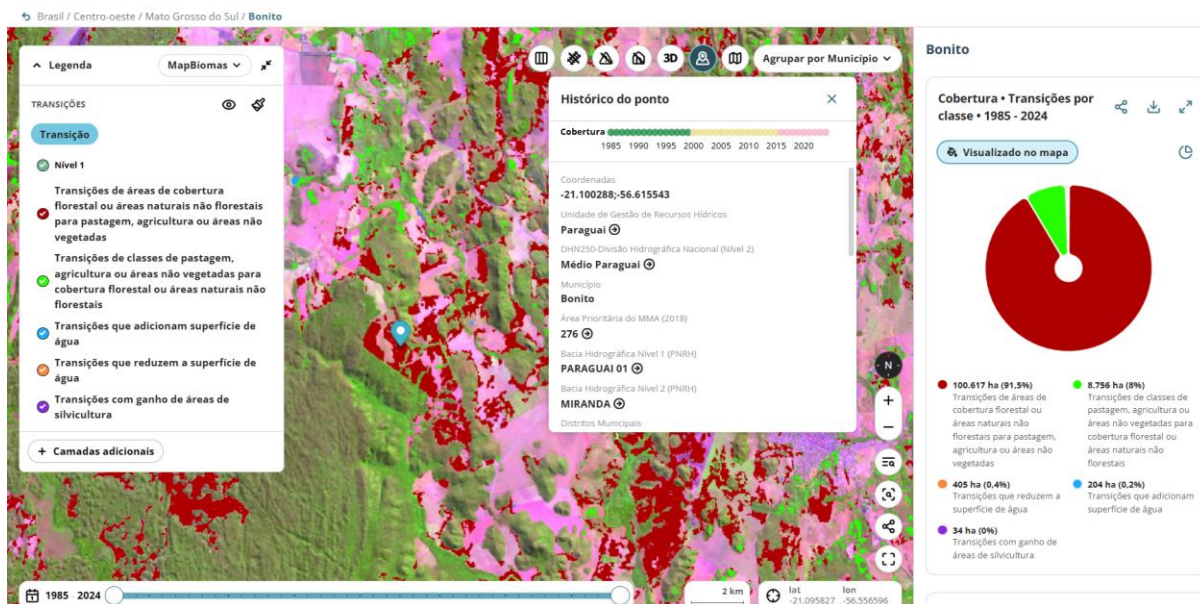 Brasil / Centro-oeste / Mato Grosso do Sul / Bonito
Legenda
MapBiomas
TRANSIÇÕES
Transição
Nível 1
Transições de áreas de cobertura
florestal ou áreas naturais não florestais
para pastagem, agricultura ou áreas não
vegetadas
Transições de classes de pastagem,
agricultura ou áreas não vegetadas para
cobertura florestal ou áreas naturais não
florestais
Transições que adicionam superfície de
água
Transições que reduzem a superfície de
água
Transições com ganho de áreas de
silvicultura
+ Camadas adicionais
3D
Agrupar por Município
Histórico do ponto
Cobertura
1985 1990 1995 2000 2005 2010 2015 2020
Coordenadas
-21.100288;-56.615543
Unidade de Gestão de Recursos Hídricos
Paraguai
DHN250-Divisão Hidrográfica Nacional (Nível 2)
Médio Paraguai
Município
Bonito
Área Prioritária do MMA (2018)
276
Bacia Hidrográfica Nível 1 (PNRH)
PARAGUAI 01
Bacia Hidrográfica Nível 2 (PNRH)
MIRANDA
Distritos Municipais
N
+
−
1985 - 2024
2 km
lat
-21.095827
lon
-56.556596
Bonito
Cobertura • Transições por
classe • 1985 - 2024
Visualizado no mapa
100.617 ha (91,5%)
Transições de áreas de
cobertura florestal ou
áreas naturais não
florestais para pastagem,
agricultura ou áreas não
vegetadas
8.756 ha (8%)
Transições de classes de
pastagem, agricultura ou
áreas não vegetadas para
cobertura florestal ou
áreas naturais não
florestais
405 ha (0,4%)
Transições que reduzem a
superfície de água
204 ha (0,2%)
Transições que adicionam
superfície de água
34 ha (0%)
Transições com ganho de
áreas de silvicultura